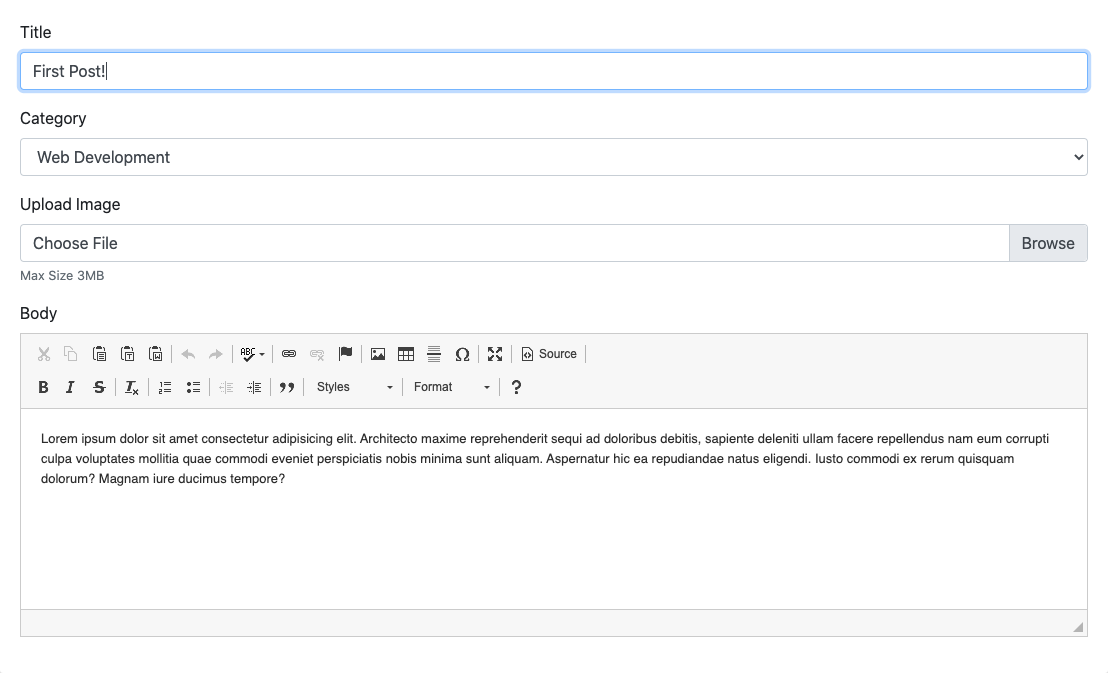 Title
First Post!
Category
Web Development
Upload Image
Choose File Browse
Max Size 3MB
Body
ABC Ω Source
B I S Tx Styles Format ?
Lorem ipsum dolor sit amet consectetur adipisicing elit. Architecto maxime reprehenderit sequi ad doloribus debitis, sapiente deleniti ullam facere repellendus nam eum corrupti
culpa voluptates mollitia quae commodi eveniet perspiciatis nobis minima sunt aliquam. Aspernatur hic ea repudiandae natus eligendi. Iusto commodi ex rerum quisquam
dolorum? Magnam iure ducimus tempore?